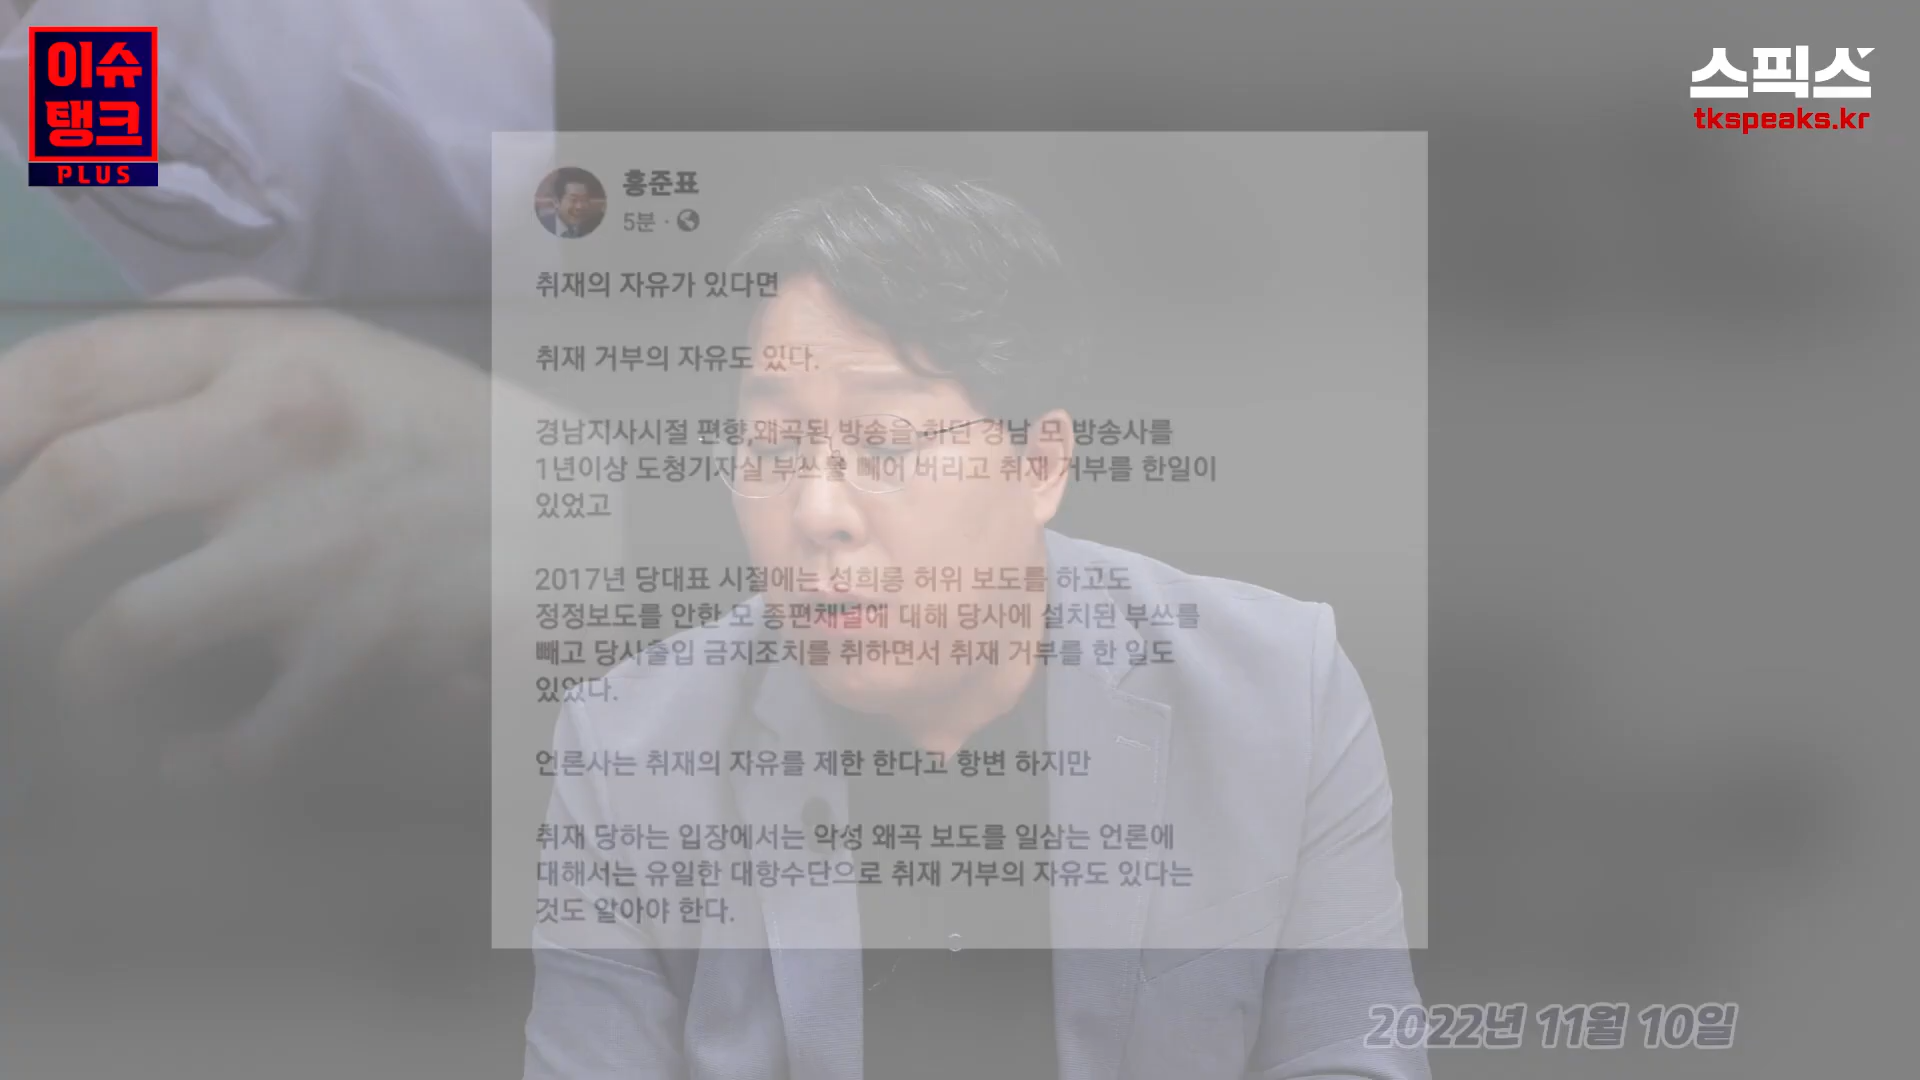 이슈
탱크
PLUS
스픽스
tkspeaks.kr
홍준표
5분 ·
취재의 자유가 있다면
취재 거부의 자유도 있다.
경남지사시절 편향,왜곡된 방송을 하던 경남 모 방송사를
1년이상 도청기자실 부쓰를 빼어 버리고 취재 거부를 한일이
있었고
2017년 당대표 시절에는 성희롱 허위 보도를 하고도
정정보도를 안한 모 종편채널에 대해 당사에 설치된 부쓰를
빼고 당사출입 금지조치를 취하면서 취재 거부를 한 일도
있었다.
언론사는 취재의 자유를 제한 한다고 항변 하지만
취재 당하는 입장에서는 악성 왜곡 보도를 일삼는 언론에
대해서는 유일한 대항수단으로 취재 거부의 자유도 있다는
것도 알아야 한다.
2022년 11월 10일